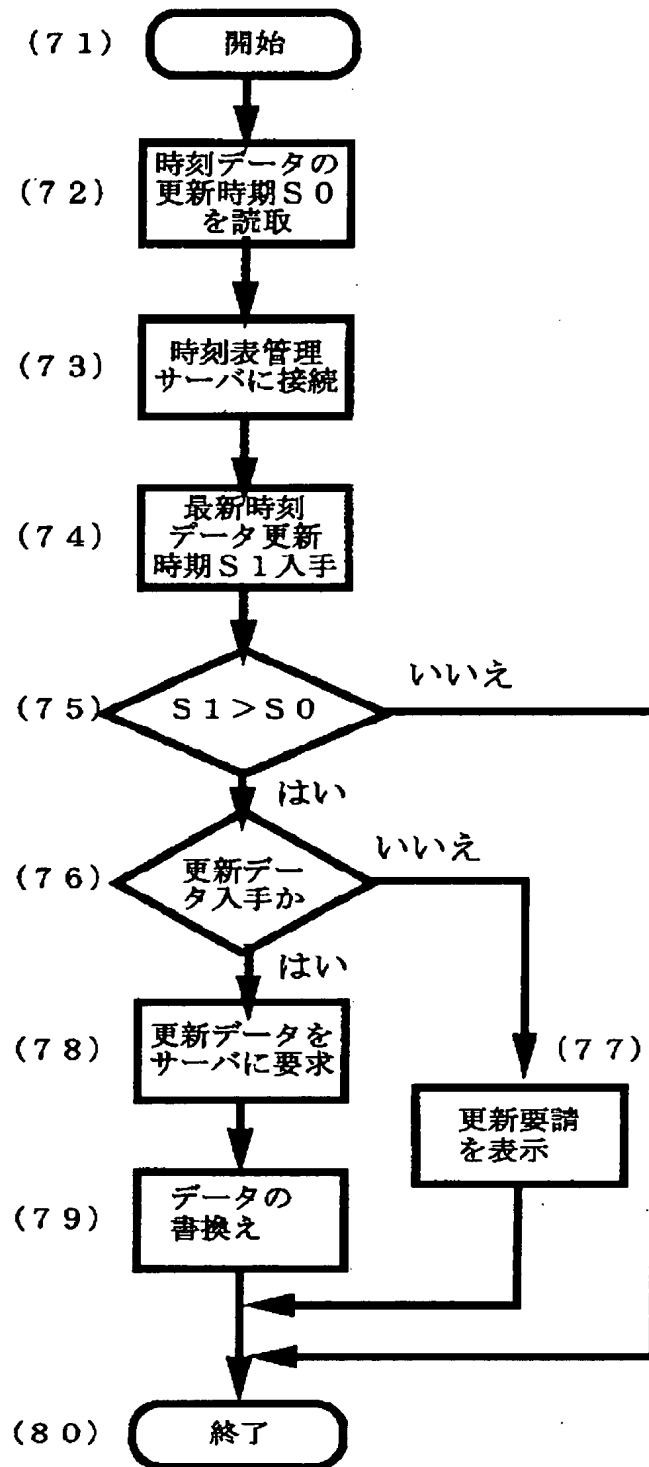 (71)
開始
(72)
時刻データの
更新時期S0
を読取
(73)
時刻表管理
サーバに接続
(74)
最新時刻
データ更新
時期S1入手
(75)
S1>S0
いいえ
はい
(76)
更新デー
タ入手か
いいえ
はい
(78)
更新データを
サーバに要求
(77)
更新要請
を表示
(79)
データの
書換え
(80)
終了